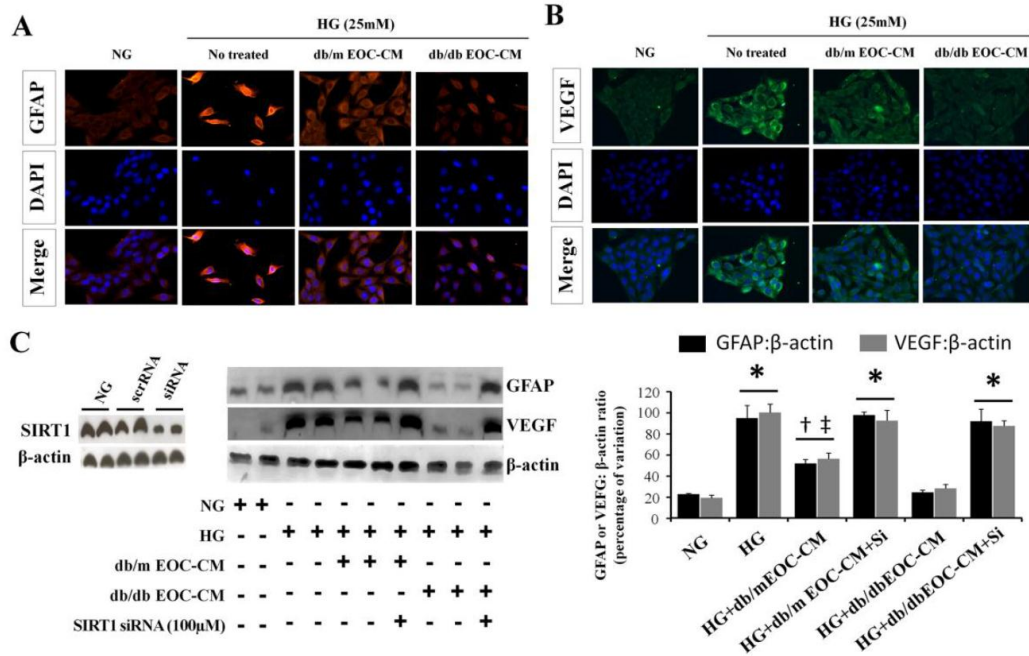 A
HG (25mM)
NG
No treated
db/m EOC-CM
db/db EOC-CM
GFAP
DAPI
Merge
B
HG (25mM)
NG
No treated
db/m EOC-CM
db/db EOC-CM
VEGF
DAPI
Merge
C
NG
scrRNA
siRNA
SIRT1
β-actin
GFAP
VEGF
β-actin
NG + + - - - - - - - -
HG - - + + + + + + + +
db/m EOC-CM - - - - + + + - - -
db/db EOC-CM - - - - - - - + + +
SIRT1 siRNA (100μM) - - - - - - + - - +
GFAP:β-actin
VEGF:β-actin
GFAP or VEFG: β-actin ratio
(percentage of variation)
120
100
80
60
40
20
0
*
† ‡
*
*
NG
HG
HG+db/mEOC-CM
HG+db/m EOC-CM+Si
HG+db/dbEOC-CM
HG+db/dbEOC-CM+Si